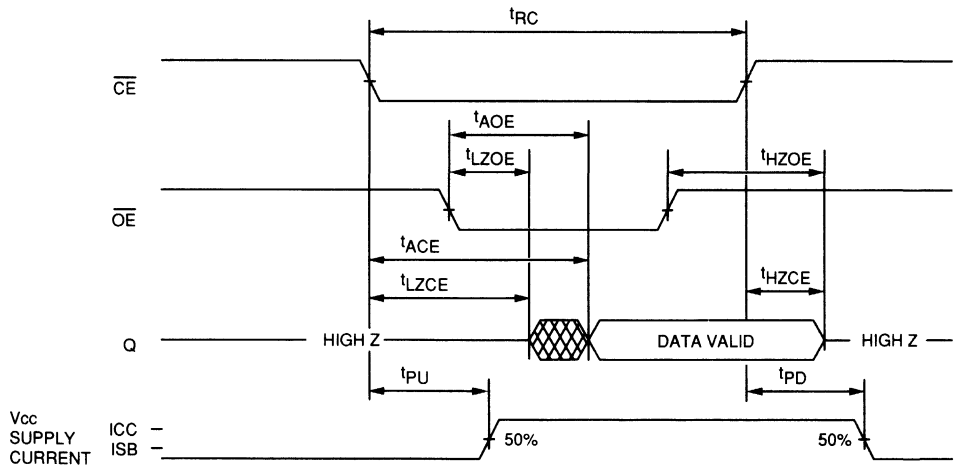 tRC
CE
tAOE
tLZOE
tHZOE
OE
tACE
tLZCE
tHZCE
Q
HIGH Z
DATA VALID
HIGH Z
tPU
tPD
Vcc
SUPPLY
CURRENT
ICC
ISB
50%
50%